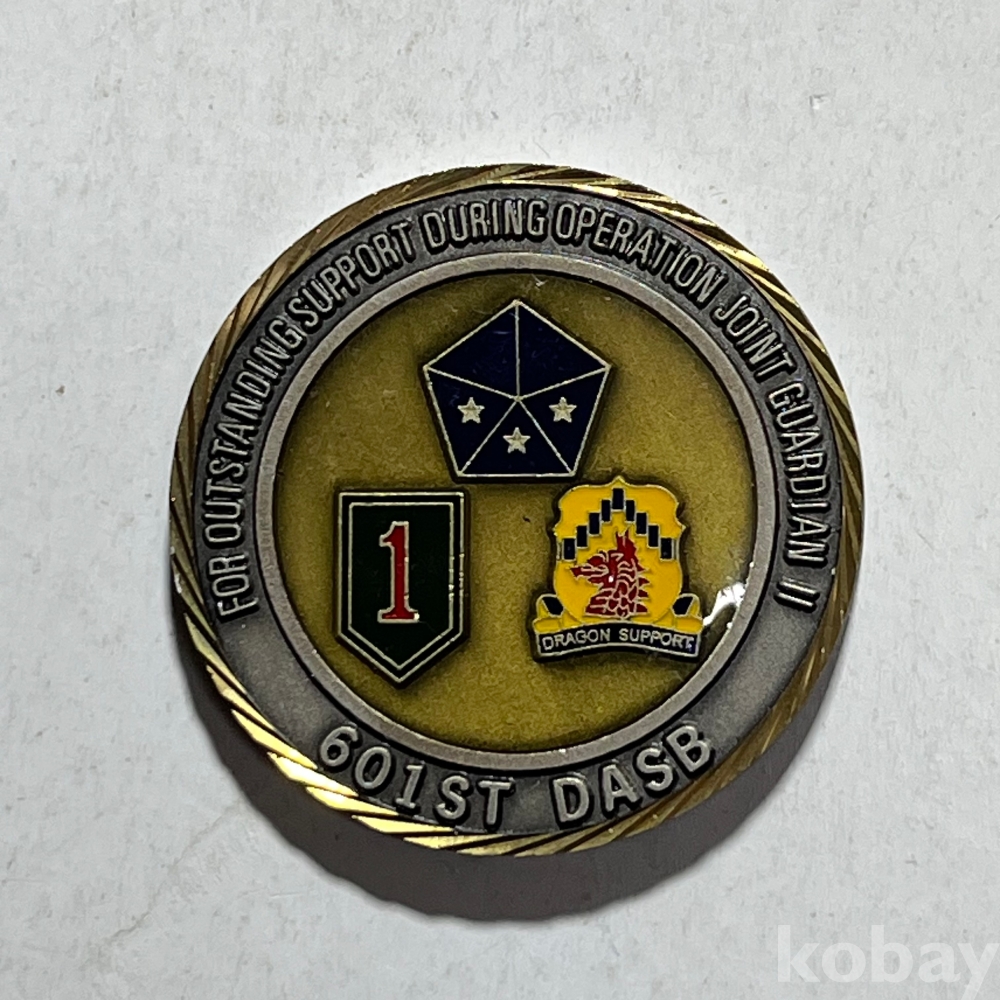 FOR OUTSTANDING SUPPORT DURING OPERATION JOINT GUARDIAN II
1
DRAGON SUPPORT
601ST DASB
kobay